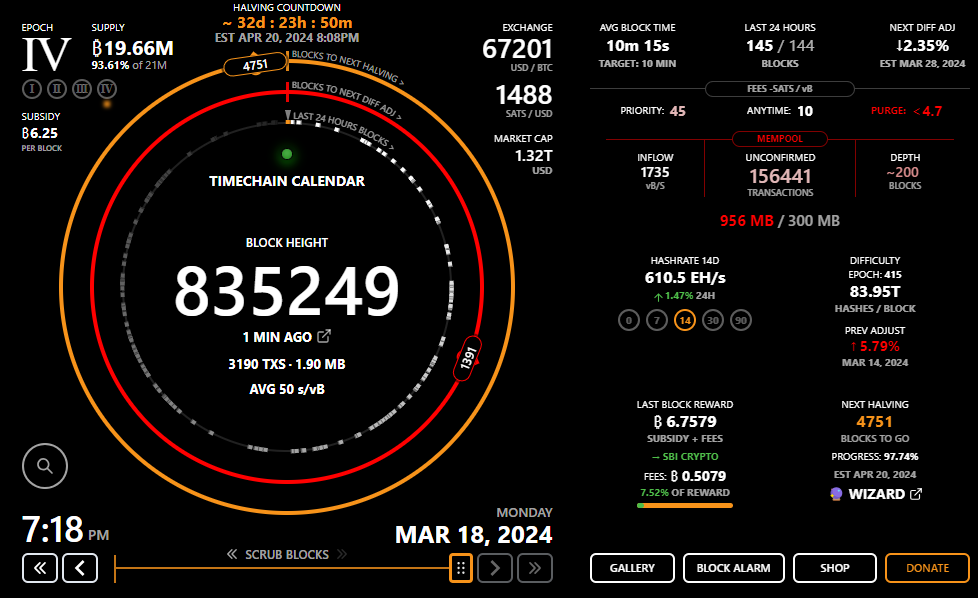 EPOCH
IV
SUPPLY
₿19.66M
93.61% of 21M
I II III IV
SUBSIDY
₿6.25
PER BLOCK
HALVING COUNTDOWN
~ 32d : 23h : 50m
EST APR 20, 2024 8:08PM
EXCHANGE
67201
USD / BTC
1488
SATS / USD
MARKET CAP
1.32T
USD
4751
BLOCKS TO NEXT HALVING >
BLOCKS TO NEXT DIFF ADJ >
LAST 24 HOURS BLOCKS >
TIMECHAIN CALENDAR
BLOCK HEIGHT
835249
1 MIN AGO
3190 TXS - 1.90 MB
AVG 50 s/vB
1391
7:18 PM
MONDAY
MAR 18, 2024
SCRUB BLOCKS
AVG BLOCK TIME
10m 15s
TARGET: 10 MIN
LAST 24 HOURS
145 / 144
BLOCKS
NEXT DIFF ADJ
↓2.35%
EST MAR 28, 2024
FEES -SATS / vB
PRIORITY: 45
ANYTIME: 10
PURGE: < 4.7
MEMPOOL
INFLOW
1735
vB/S
UNCONFIRMED
156441
TRANSACTIONS
DEPTH
~200
BLOCKS
956 MB / 300 MB
HASHRATE 14D
610.5 EH/s
↑ 1.47% 24H
0 7 14 30 90
DIFFICULTY
EPOCH: 415
83.95T
HASHES / BLOCK
PREV ADJUST
↑ 5.79%
MAR 14, 2024
LAST BLOCK REWARD
₿ 6.7579
SUBSIDY + FEES
→ SBI CRYPTO
FEES: ₿ 0.5079
7.52% OF REWARD
NEXT HALVING
4751
BLOCKS TO GO
PROGRESS: 97.74%
EST APR 20, 2024
🔮 WIZARD
GALLERY
BLOCK ALARM
SHOP
DONATE